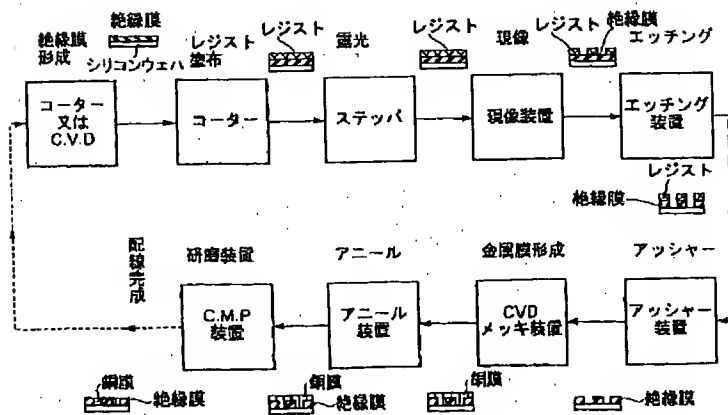 絶縁膜
形成
絶縁膜
シリコンウェハ
レジスト
塗布
レジスト
露光
レジスト
現像
レジスト
絶縁膜
エッチング
コーター
又は
C.V.D
コーター
ステッパ
現像装置
エッチング
装置
レジスト
絶縁膜
配線完成
研磨装置
アニール
金属膜形成
アッシャー
C.M.P
装置
アニール
装置
CVD
メッキ装置
アッシャー
装置
銅膜
絶縁膜
銅膜
絶縁膜
銅膜
絶縁膜